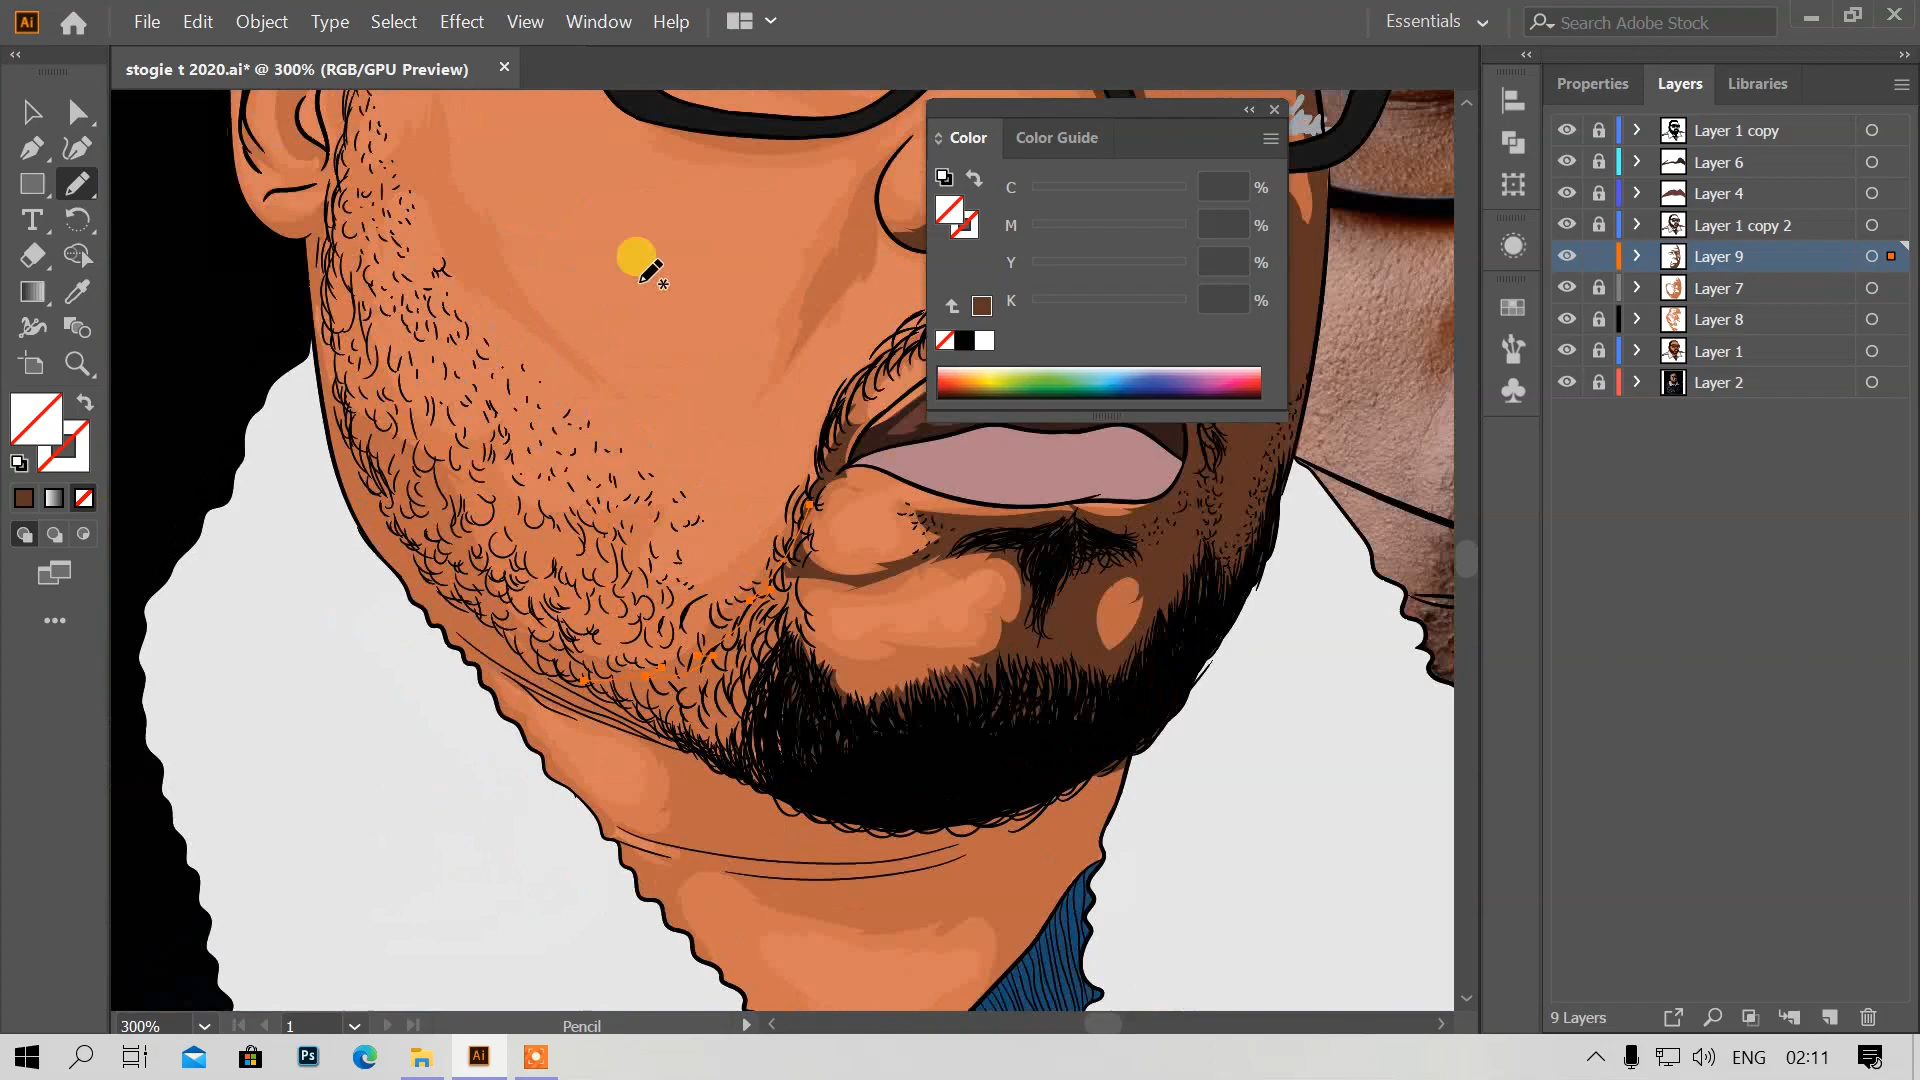 Ai File Edit Object Type Select Effect View Window Help Essentials Search Adobe Stock
stogie t 2020.ai* @ 300% (RGB/GPU Preview)
Properties Layers Libraries
Color Color Guide
C %
M %
Y %
K %
Layer 1 copy
Layer 6
Layer 4
Layer 1 copy 2
Layer 9
Layer 7
Layer 8
Layer 1
Layer 2
9 Layers
300% 1 Pencil
Ps Ai ENG 02:11